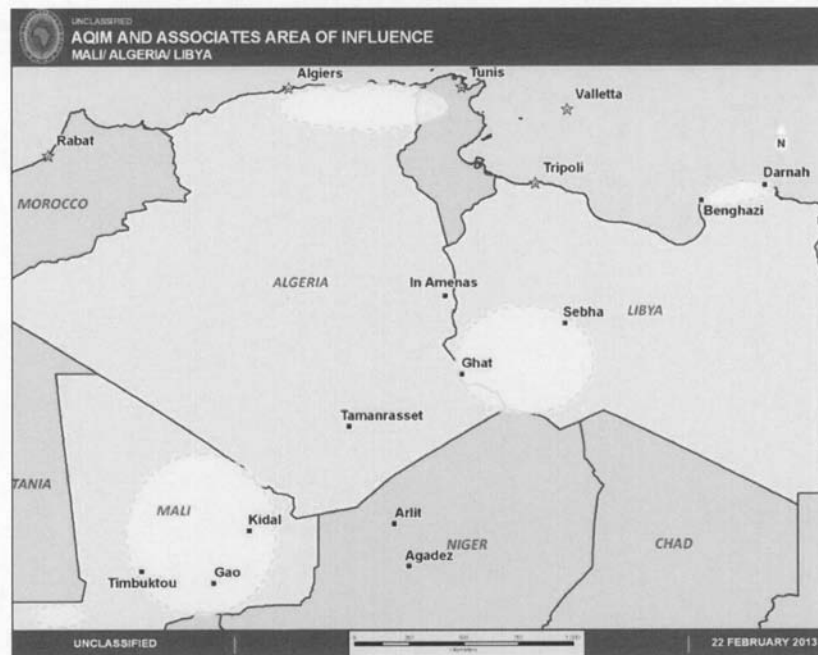 UNCLASSIFIED
AQIM AND ASSOCIATES AREA OF INFLUENCE
MALI/ ALGERIA/ LIBYA
Algiers
Tunis
Valletta
Rabat
N
Tripoli
Darnah
MOROCCO
Benghazi
In Amenas
ALGERIA
Sebha
LIBYA
Ghat
Tamanrasset
TANIA
MALI
Kidal
Arlit
NIGER
CHAD
Agadez
Timbuktou
Gao
UNCLASSIFIED
22 FEBRUARY 2013